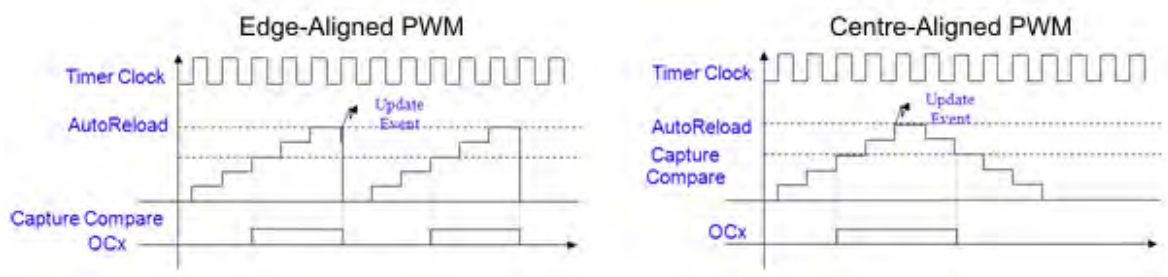 Edge-Aligned PWM
Timer Clock
Update
Event
AutoReload
Capture Compare
OCx
Centre-Aligned PWM
Timer Clock
Update
Event
AutoReload
Capture
Compare
OCx